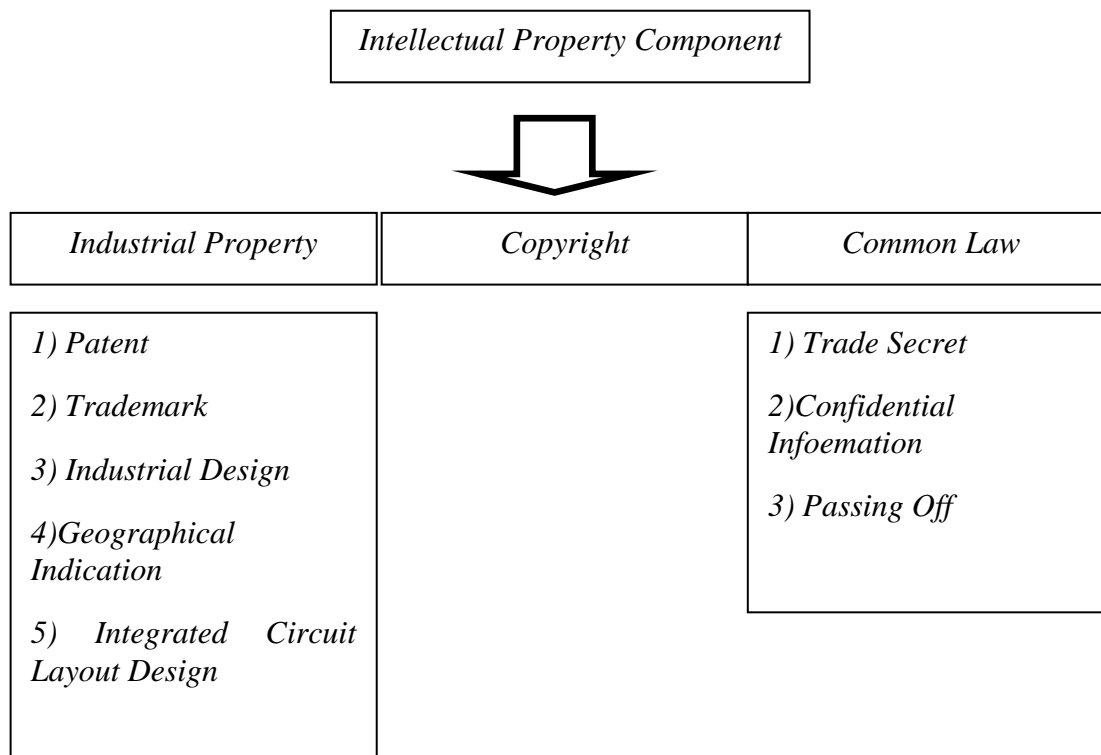 Intellectual Property Component
Industrial Property
Copyright
Common Law
1) Patent
2) Trademark
3) Industrial Design
4)Geographical
Indication
5) Integrated Circuit
Layout Design
1) Trade Secret
2)Confidential
Infoemation
3) Passing Off